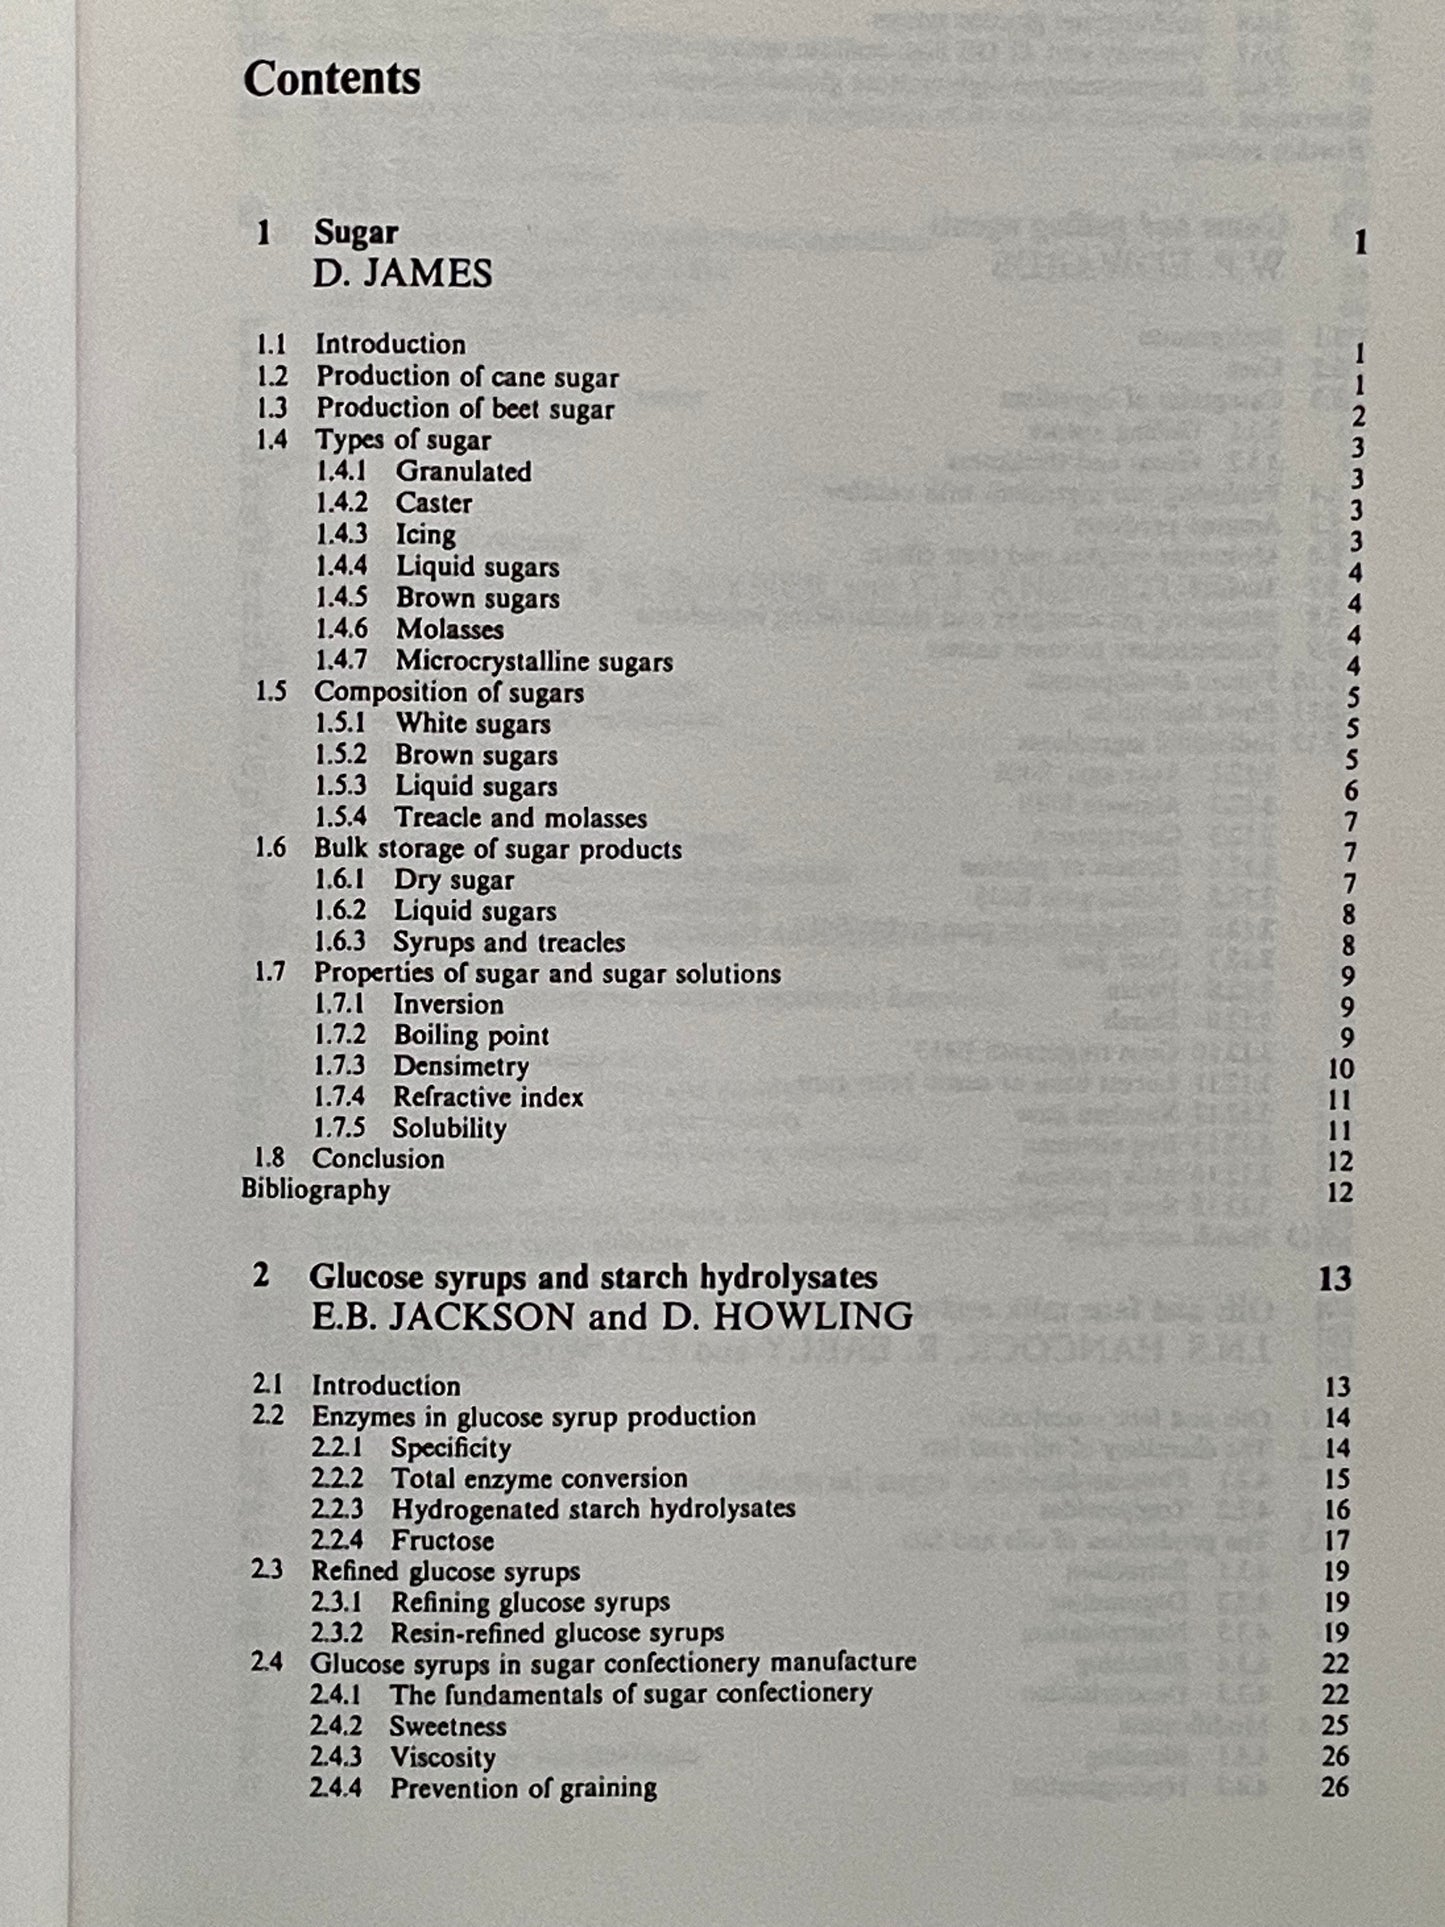 Contents
1 Sugar 1
D. JAMES
1.1 Introduction 1
1.2 Production of cane sugar 1
1.3 Production of beet sugar 2
1.4 Types of sugar 3
1.4.1 Granulated 3
1.4.2 Caster 3
1.4.3 Icing 3
1.4.4 Liquid sugars 4
1.4.5 Brown sugars 4
1.4.6 Molasses 4
1.4.7 Microcrystalline sugars 4
1.5 Composition of sugars 5
1.5.1 White sugars 5
1.5.2 Brown sugars 5
1.5.3 Liquid sugars 6
1.5.4 Treacle and molasses 7
1.6 Bulk storage of sugar products 7
1.6.1 Dry sugar 7
1.6.2 Liquid sugars 8
1.6.3 Syrups and treacles 8
1.7 Properties of sugar and sugar solutions 9
1.7.1 Inversion 9
1.7.2 Boiling point 9
1.7.3 Densimetry 10
1.7.4 Refractive index 11
1.7.5 Solubility 11
1.8 Conclusion 12
Bibliography 12
2 Glucose syrups and starch hydrolysates 13
E.B. JACKSON and D. HOWLING
2.1 Introduction 13
2.2 Enzymes in glucose syrup production 14
2.2.1 Specificity 14
2.2.2 Total enzyme conversion 15
2.2.3 Hydrogenated starch hydrolysates 16
2.2.4 Fructose 17
2.3 Refined glucose syrups 19
2.3.1 Refining glucose syrups 19
2.3.2 Resin-refined glucose syrups 19
2.4 Glucose syrups in sugar confectionery manufacture 22
2.4.1 The fundamentals of sugar confectionery 22
2.4.2 Sweetness 25
2.4.3 Viscosity 26
2.4.4 Prevention of graining 26